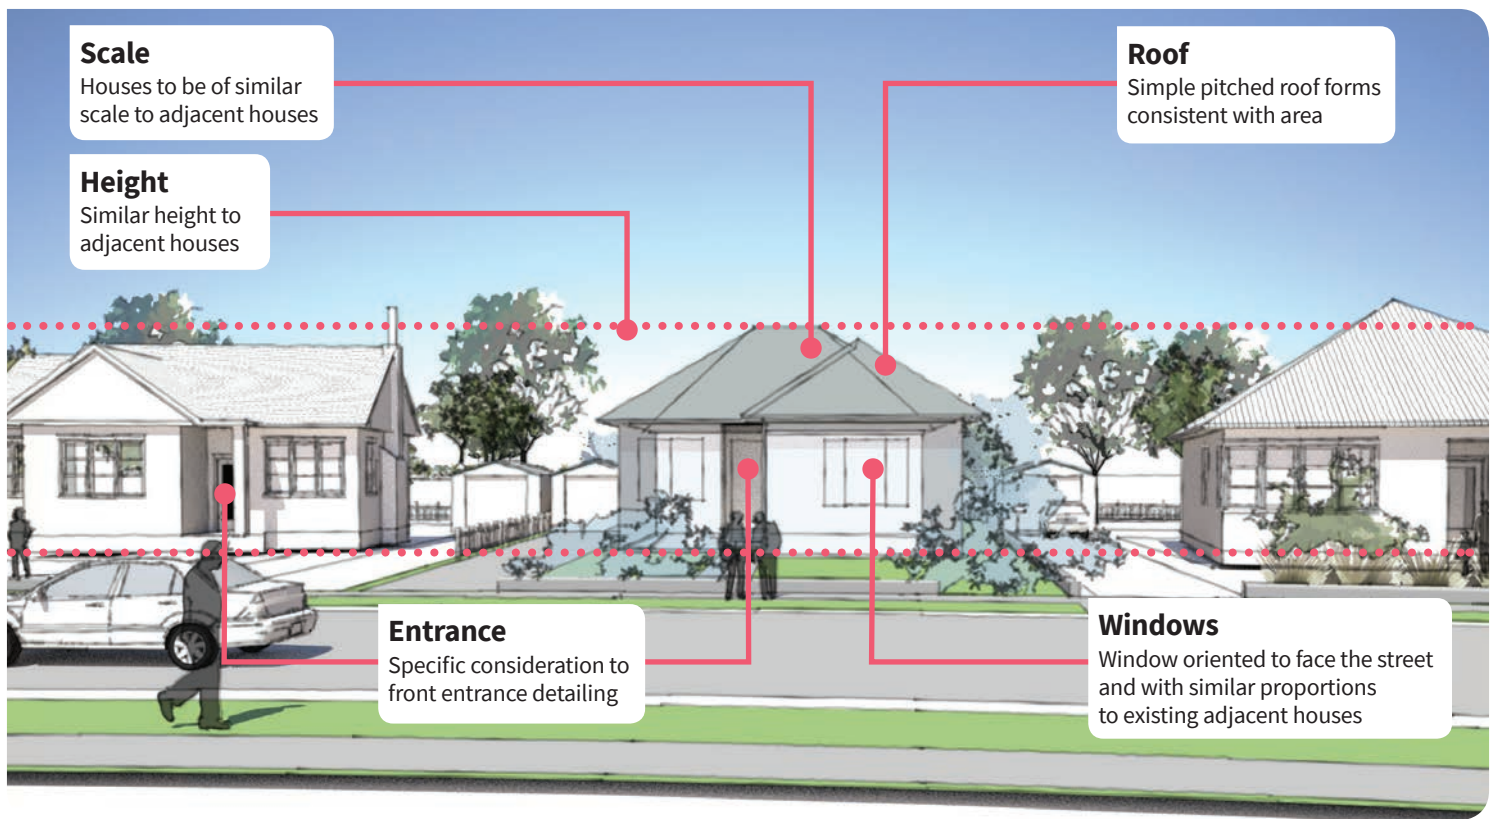 Scale
Houses to be of similar
scale to adjacent houses
Height
Similar height to
adjacent houses
Roof
Simple pitched roof forms
consistent with area
Entrance
Specific consideration to
front entrance detailing
Windows
Window oriented to face the street
and with similar proportions
to existing adjacent houses